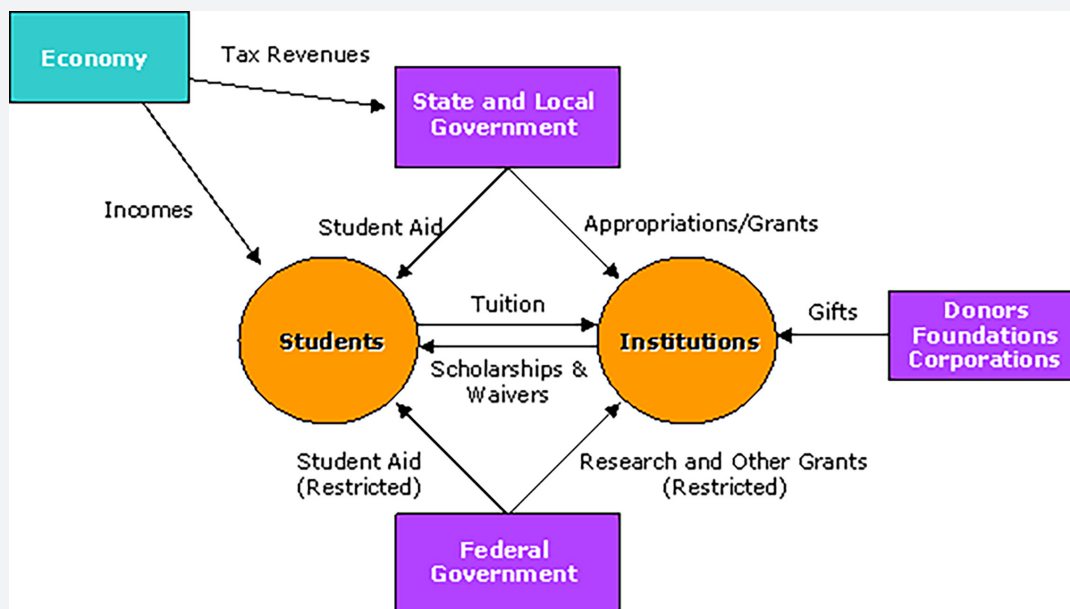 Economy
Tax Revenues
State and Local
Government
Incomes
Student Aid
Appropriations/Grants
Students
Tuition
Scholarships &
Waivers
Institutions
Gifts
Donors
Foundations
Corporations
Student Aid
(Restricted)
Research and Other Grants
(Restricted)
Federal
Government